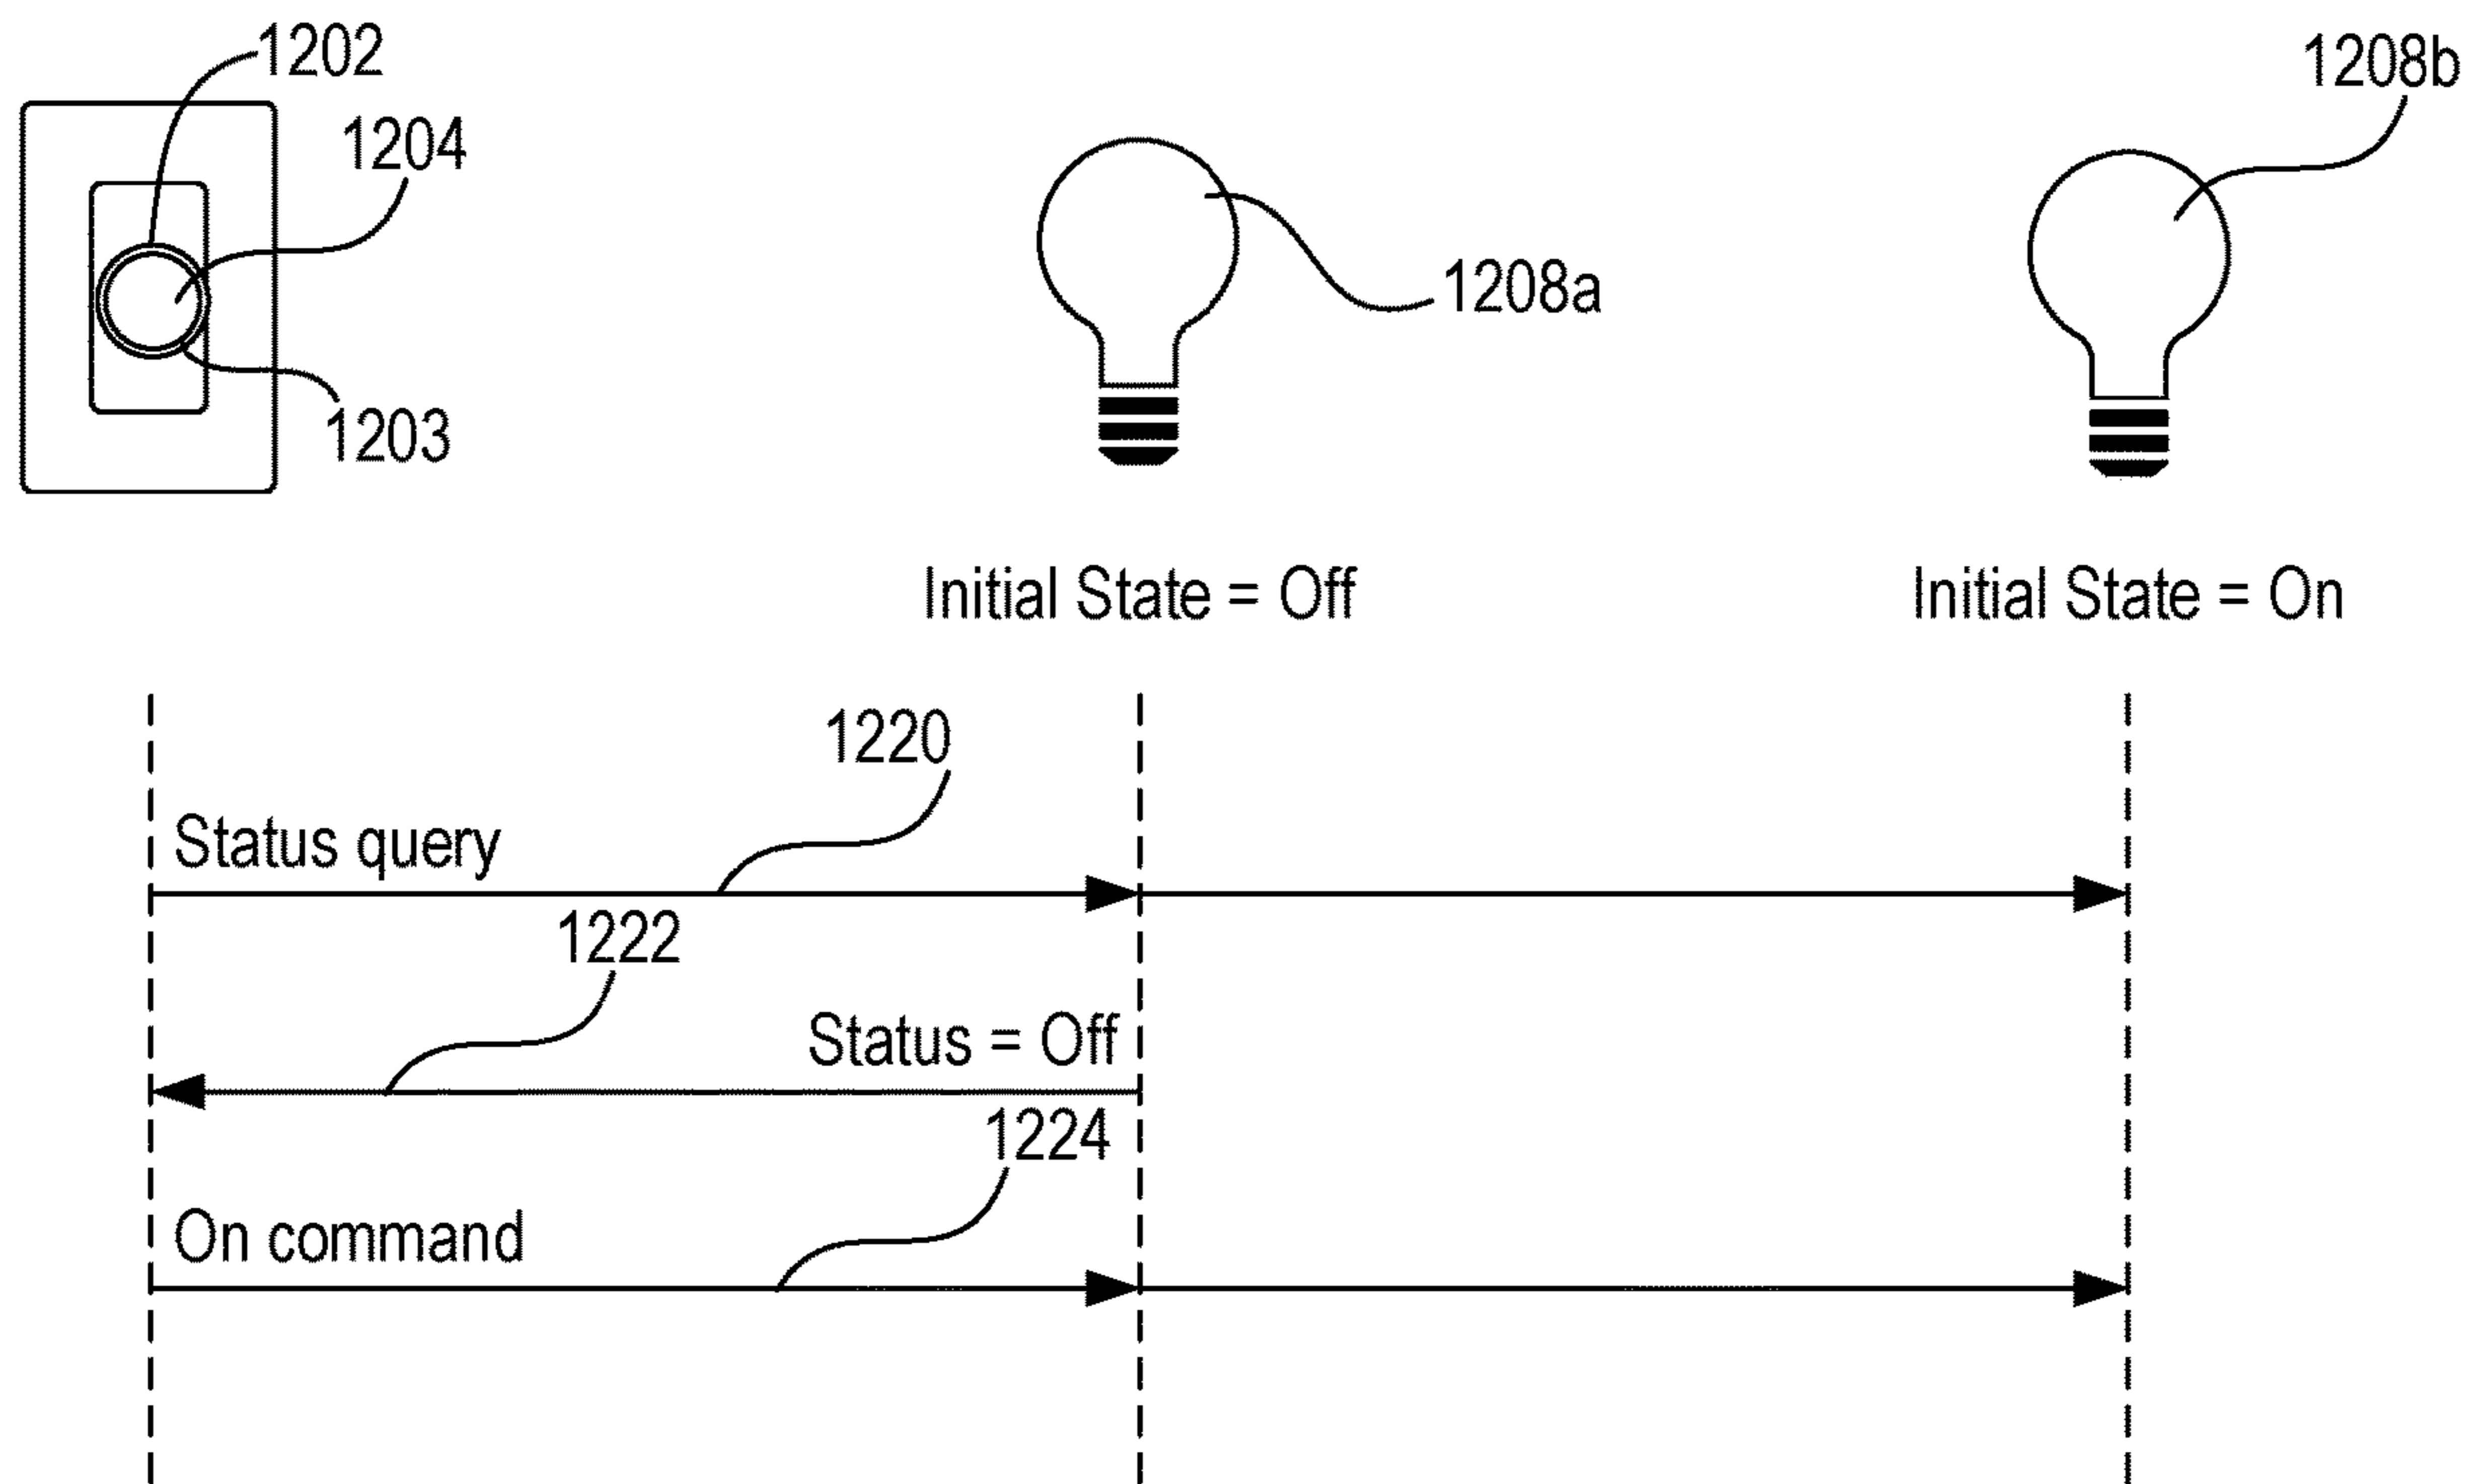 1202
1208b
1204
1208a
1203
Initial State = Off
Initial State = On
1220
Status query
1222
Status = Off
1224
On command